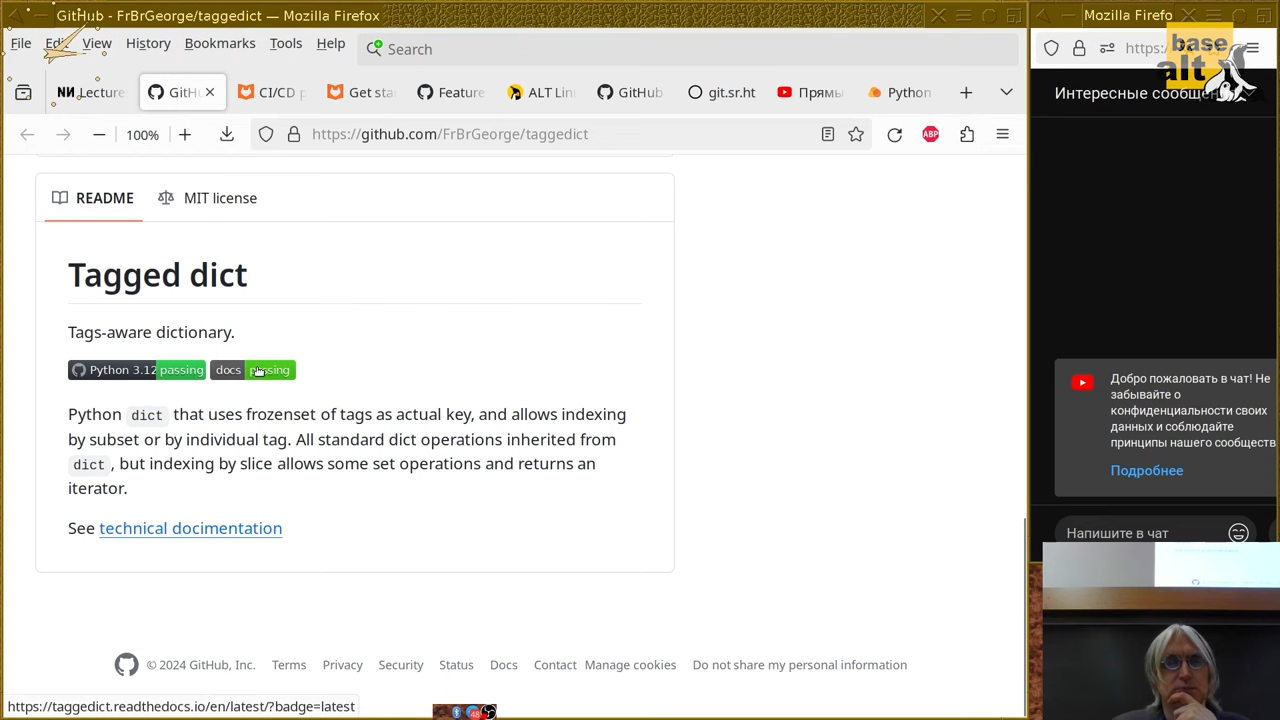 GitHub - FrBrGeorge/taggedict — Mozilla Firefox
File Edit View History Bookmarks Tools Help
Search
Lecture
GitHu
CI/CD p
Get sta
Feature
ALT Lin
GitHub
git.sr.ht
Прямы
Python
100%
https://github.com/FrBrGeorge/taggedict
ABP
README
MIT license
Tagged dict
Tags-aware dictionary.
Python 3.12 passing docs passing
Python dict that uses frozenset of tags as actual key, and allows indexing
by subset or by individual tag. All standard dict operations inherited from
dict, but indexing by slice allows some set operations and returns an
iterator.
See technical docimentation
© 2024 GitHub, Inc. Terms Privacy Security Status Docs Contact Manage cookies Do not share my personal information
https://taggedict.readthedocs.io/en/latest/?badge=latest
48
Mozilla Firefo
https:
base
alt
Интересные сообщен
Добро пожаловать в чат! Не
забывайте о
конфиденциальности своих
данных и соблюдайте
принципы нашего сообществ
Подробнее
Напишите в чат